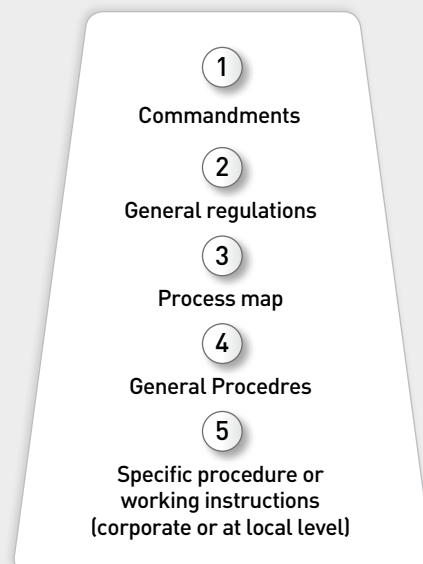 1
Commandments
2
General regulations
3
Process map
4
General Procedres
5
Specific procedure or
working instructions
(corporate or at local level)